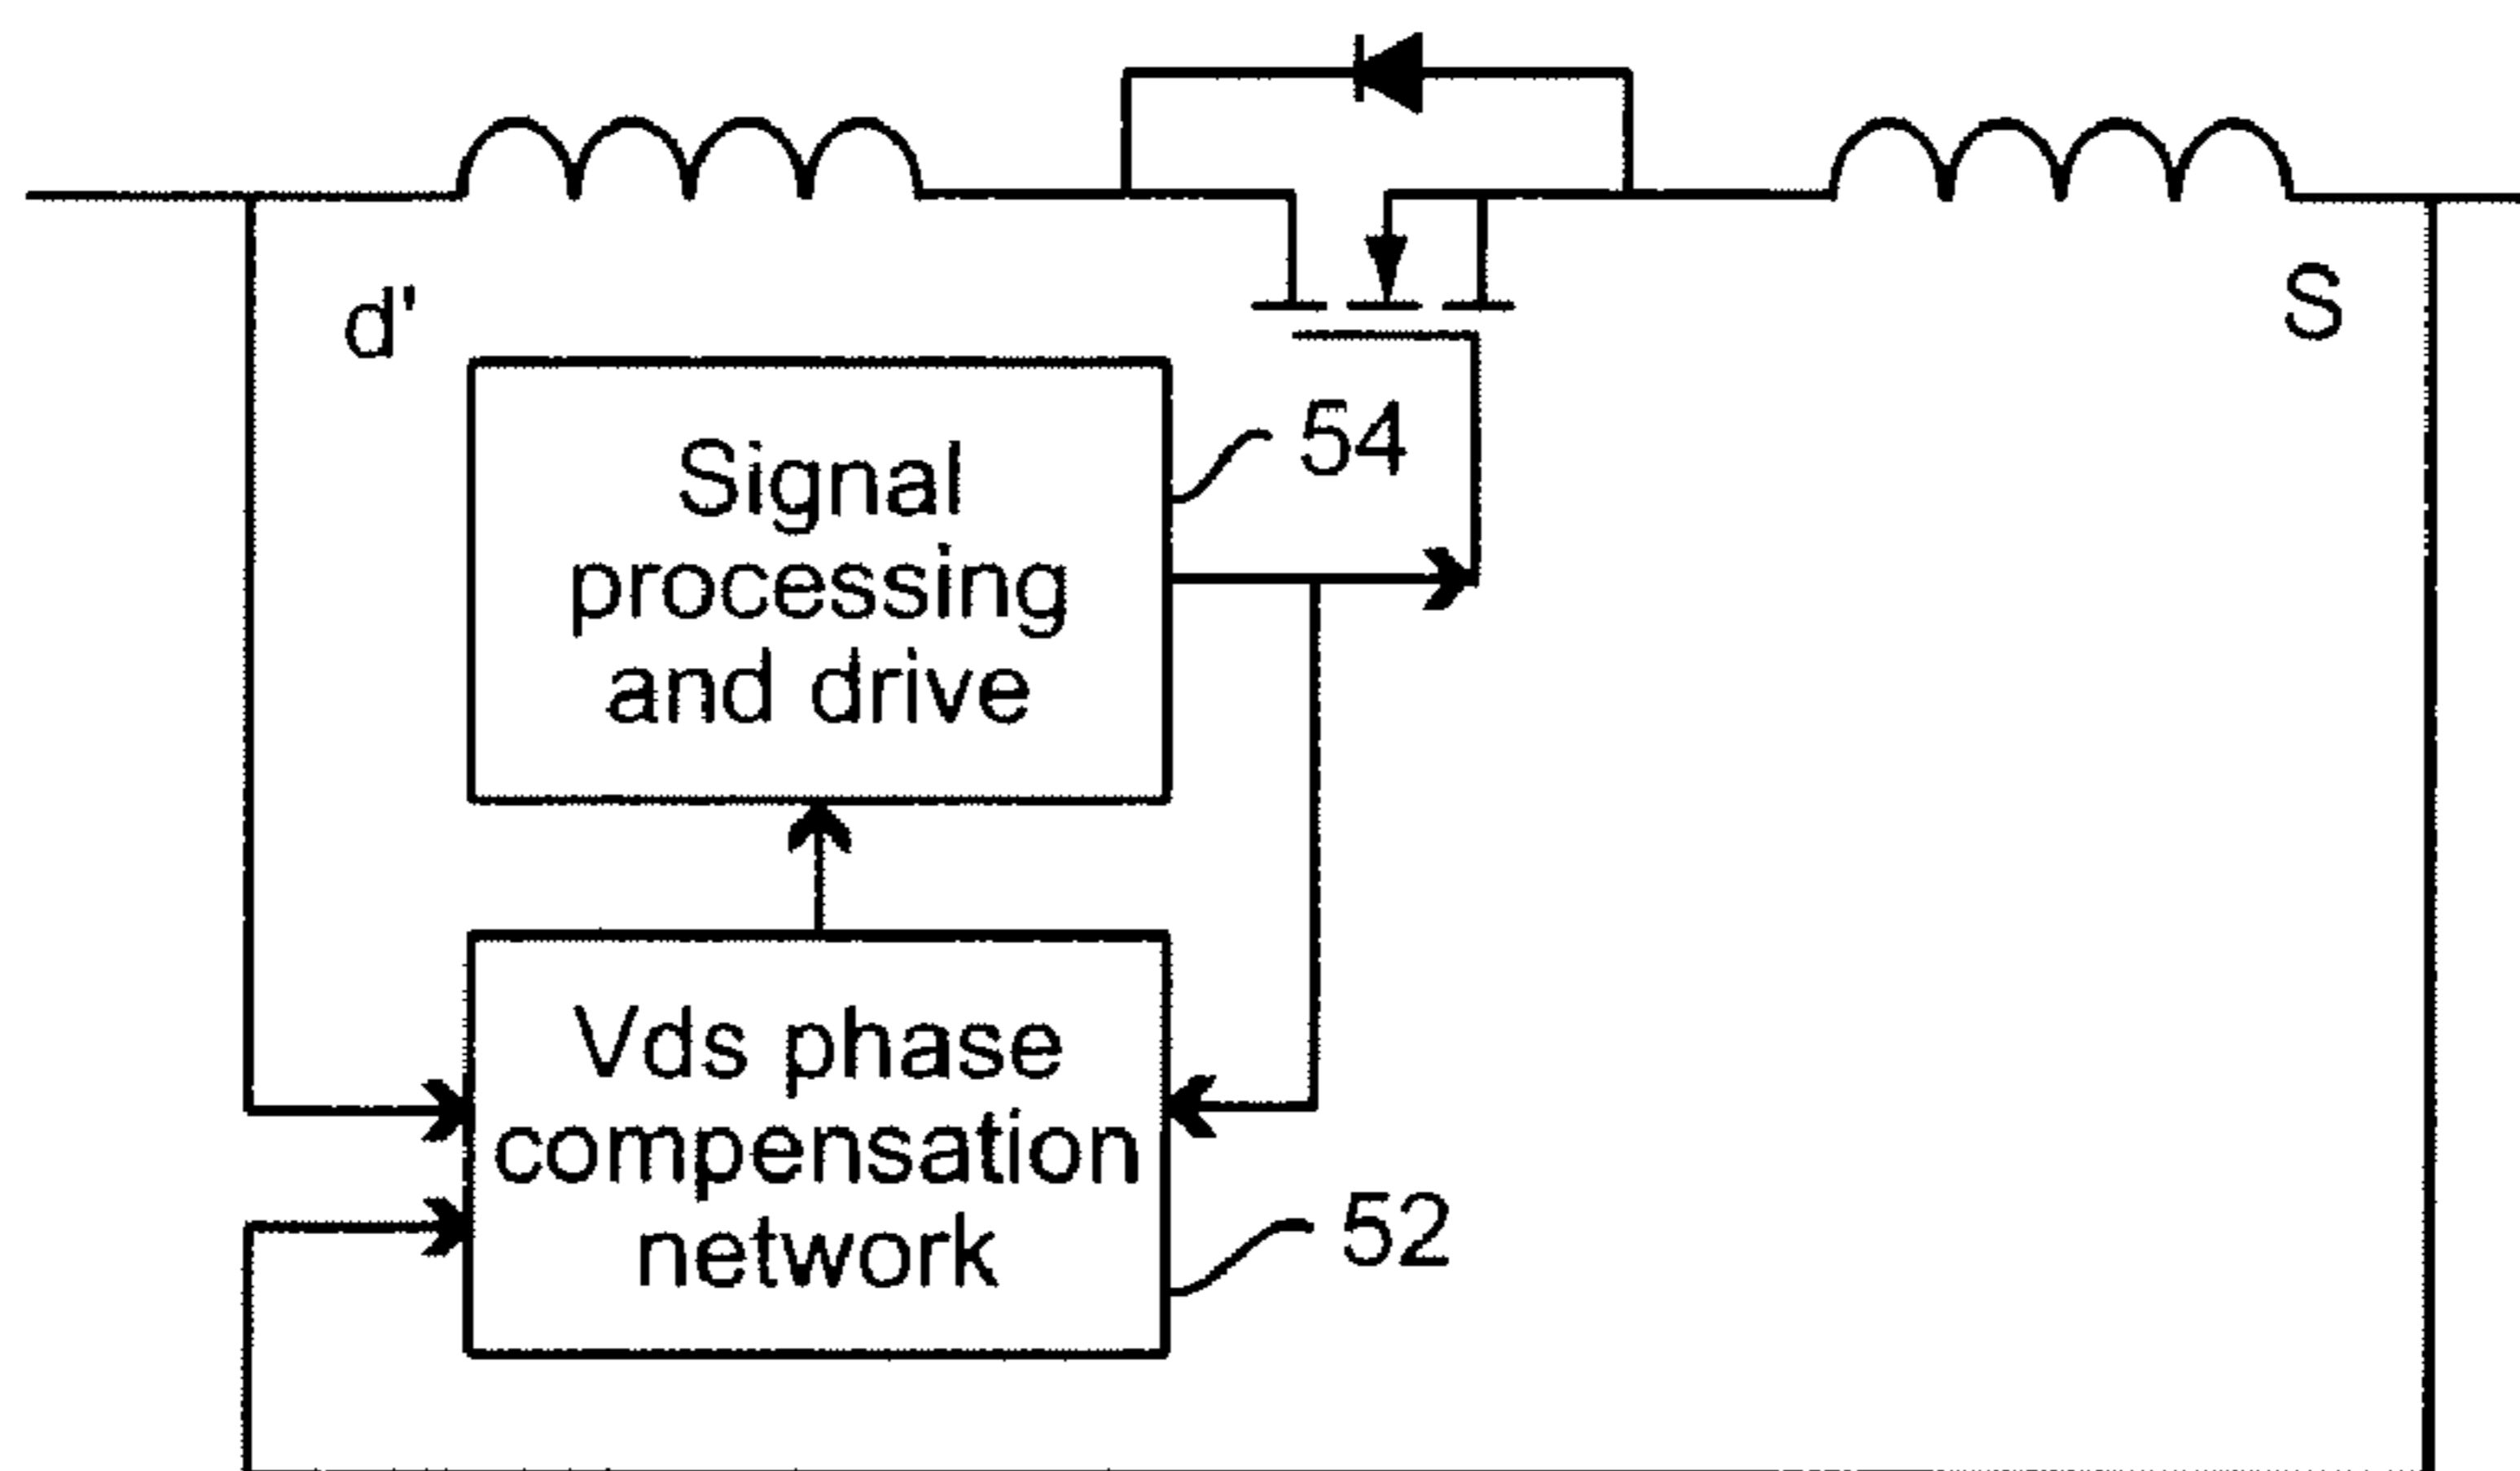 d'
S
54
Signal
processing
and drive
Vds phase
compensation
network
52